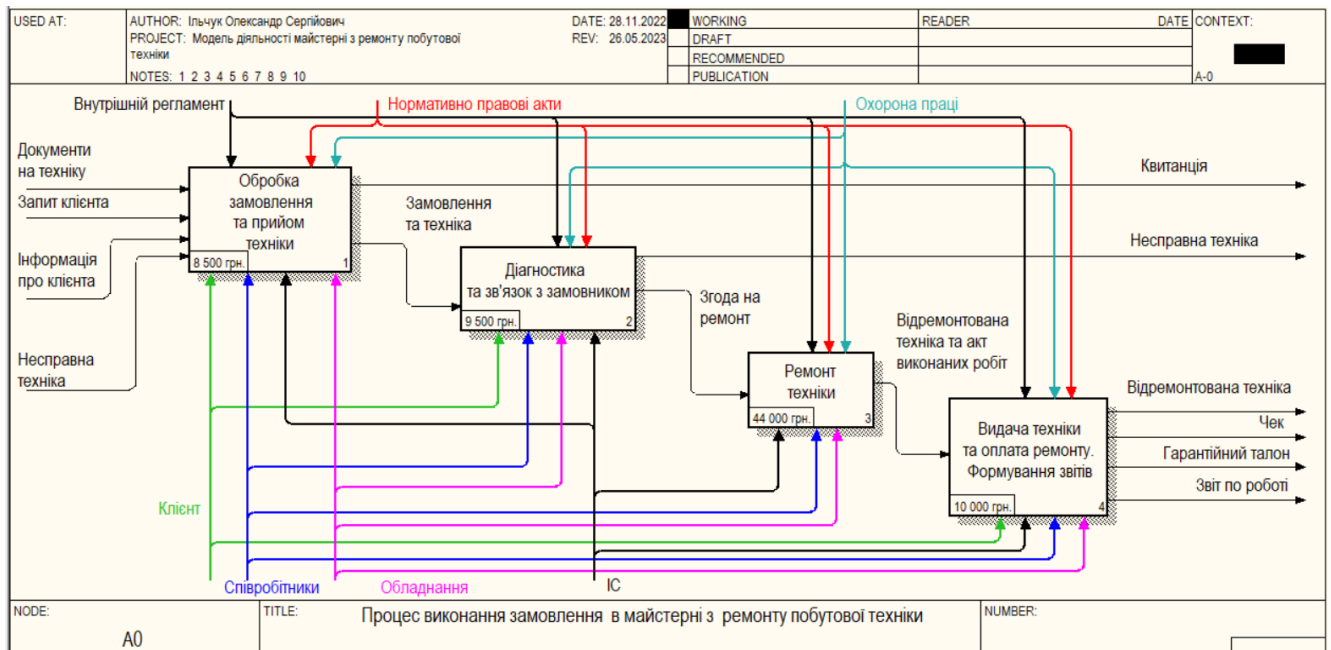 USED AT:
AUTHOR: Ільчук Олександр Сергійович
DATE: 28.11.2022
WORKING
READER
DATE
CONTEXT:
PROJECT: Модель діяльності майстерні з ремонту побутової
техніки
REV: 26.05.2023
DRAFT
RECOMMENDED
NOTES: 1 2 3 4 5 6 7 8 9 10
PUBLICATION
A-0
Внутрішній регламент
Нормативно правові акти
Охорона праці
Документи
на техніку
Запит клієнта
Інформація
про клієнта
Несправна
техніка
Обробка
замовлення
та прийом
техніки
8 500 грн.
1
Замовлення
та техніка
Квитанція
Несправна техніка
Діагностика
та зв'язок з замовником
9 500 грн.
2
Згода на
ремонт
Ремонт
техніки
44 000 грн.
3
Відремонтована
техніка та акт
виконаних робіт
Видача техніки
та оплата ремонту.
Формування звітів
10 000 грн.
4
Відремонтована техніка
Чек
Гарантійний талон
Звіт по роботі
Клієнт
Співробітники
Обладнання
ІС
NODE:
A0
TITLE:
Процес виконання замовлення в майстерні з ремонту побутової техніки
NUMBER: